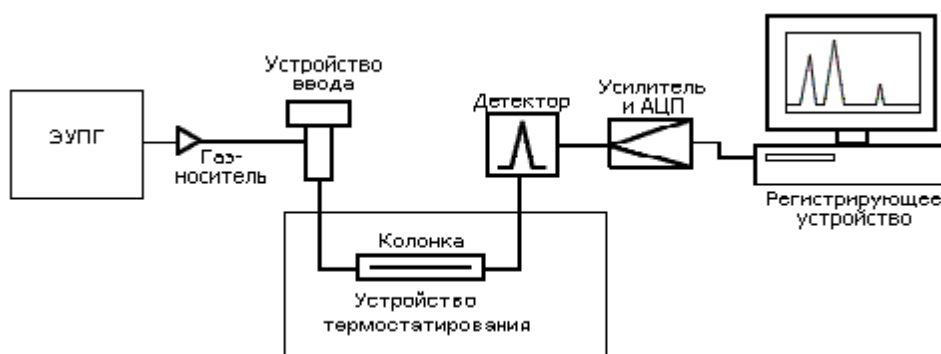 ЭУПГ
Газ-
носитель
Устройство
ввода
Детектор
Усилитель
и АЦП
Регистрирующее
устройство
Колонка
Устройство
термостатирования